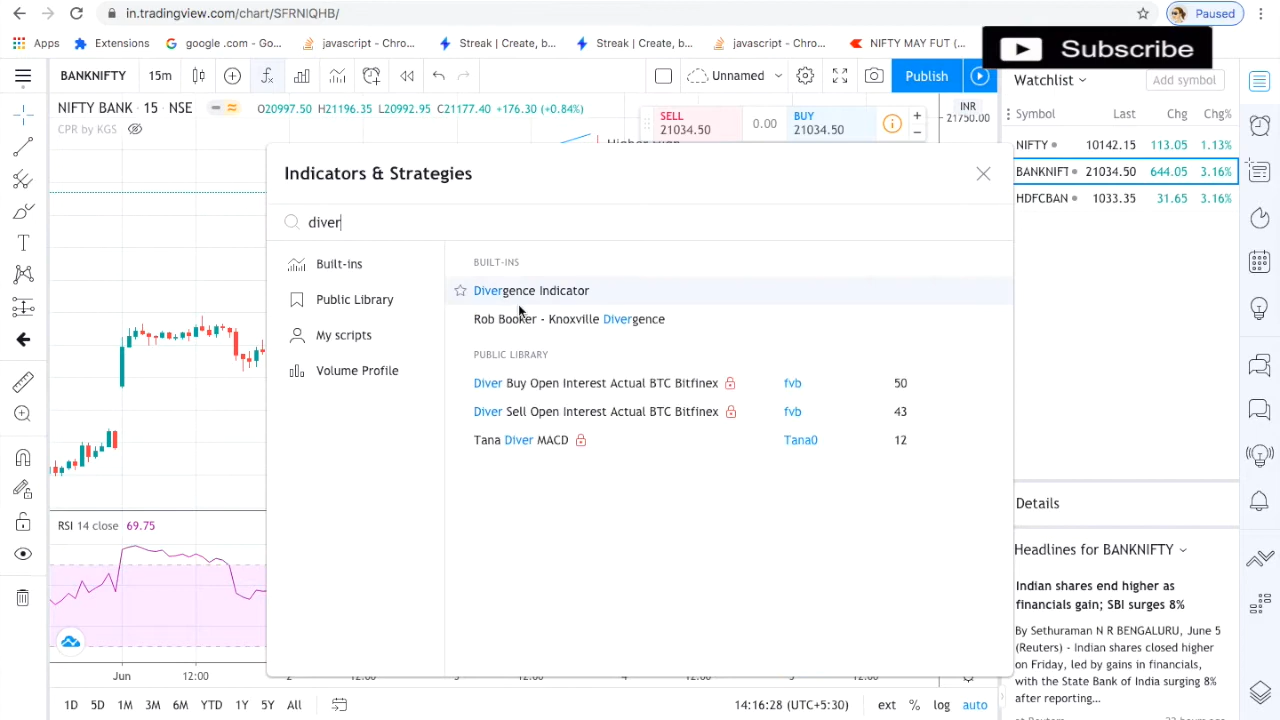 in.tradingview.com/chart/SFRNIQHB/
Paused
Apps
Extensions
google .com - Go...
javascript - Chro...
Streak | Create, b...
Streak | Create, b...
javascript - Chro...
NIFTY MAY FUT (...
Subscribe
BANKNIFTY
15m
Unnamed
Publish
Watchlist
Add symbol
NIFTY BANK · 15 · NSE
O20997.50 H21196.35 L20992.95 C21177.40 +176.30 (+0.84%)
CPR by KGS
SELL
21034.50
0.00
BUY
21034.50
INR
21750.00
Symbol Last Chg Chg%
NIFTY 10142.15 113.05 1.13%
BANKNIFT 21034.50 644.05 3.16%
HDFCBAN 1033.35 31.65 3.16%
Indicators & Strategies
diver
Built-ins
Public Library
My scripts
Volume Profile
BUILT-INS
Divergence Indicator
Rob Booker - Knoxville Divergence
PUBLIC LIBRARY
Diver Buy Open Interest Actual BTC Bitfinex fvb 50
Diver Sell Open Interest Actual BTC Bitfinex fvb 43
Tana Diver MACD Tana0 12
RSI 14 close 69.75
Jun 12:00
Details
Headlines for BANKNIFTY
Indian shares end higher as
financials gain; SBI surges 8%
By Sethuraman N R BENGALURU, June 5
(Reuters) - Indian shares closed higher
on Friday, led by gains in financials,
with the State Bank of India surging 8%
after reporting...
1D 5D 1M 3M 6M YTD 1Y 5Y All
14:16:28 (UTC+5:30)
ext % log auto